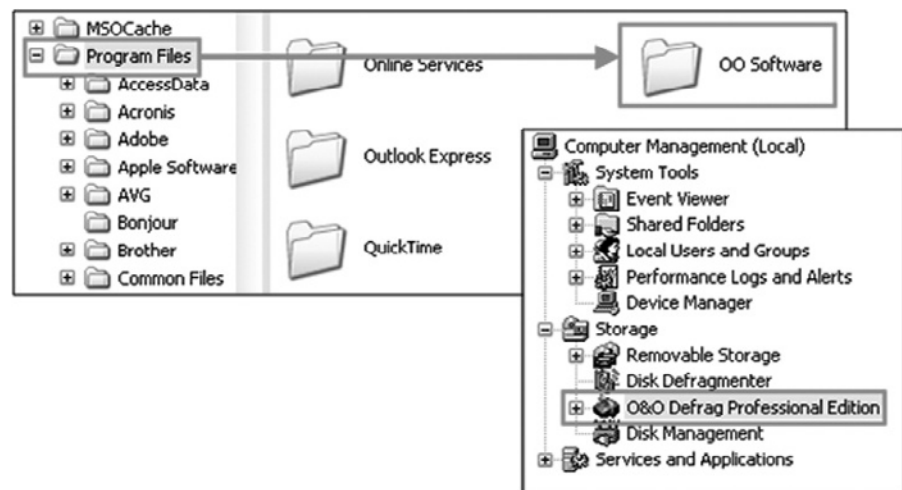 MSOCache
Program Files
AccessData
Acronis
Adobe
Apple Software
AVG
Bonjour
Brother
Common Files
Online Services
OO Software
Outlook Express
QuickTime
Computer Management (Local)
System Tools
Event Viewer
Shared Folders
Local Users and Groups
Performance Logs and Alerts
Device Manager
Storage
Removable Storage
Disk Defragmenter
O&O Defrag Professional Edition
Disk Management
Services and Applications